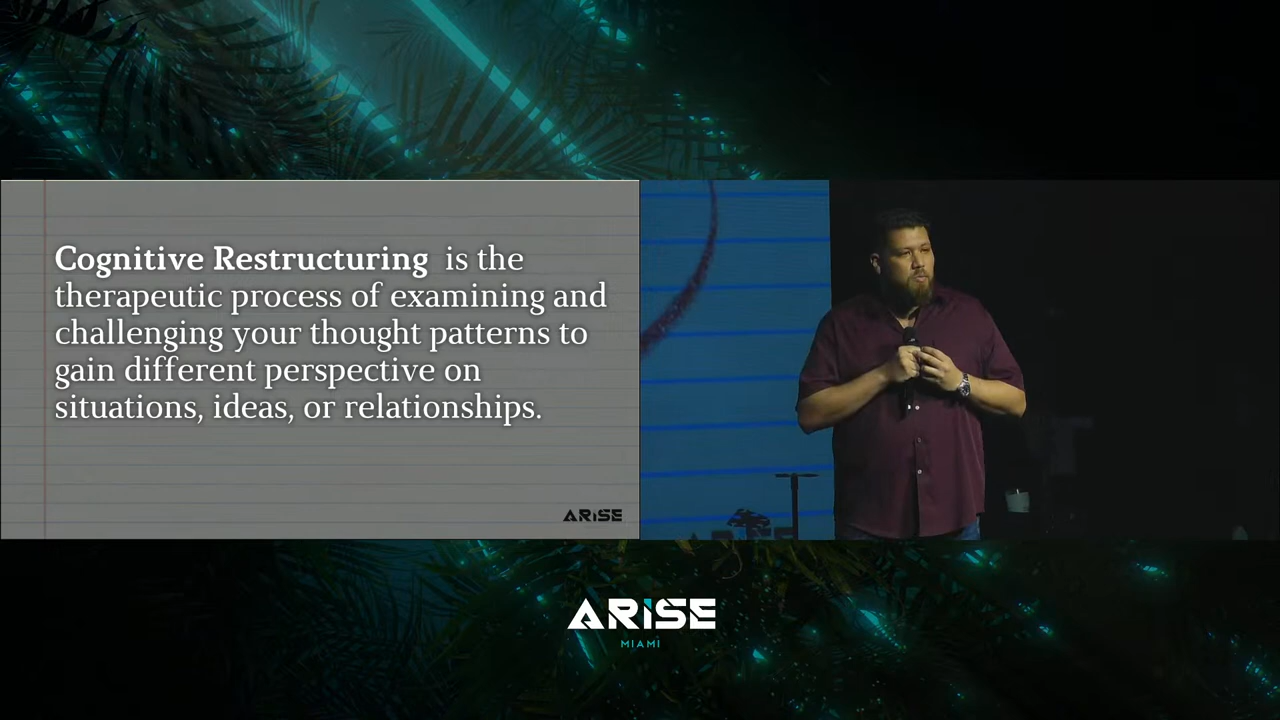 Cognitive Restructuring is the
therapeutic process of examining and
challenging your thought patterns to
gain different perspective on
situations, ideas, or relationships.
ARiSE
ARiSE
MIAMI